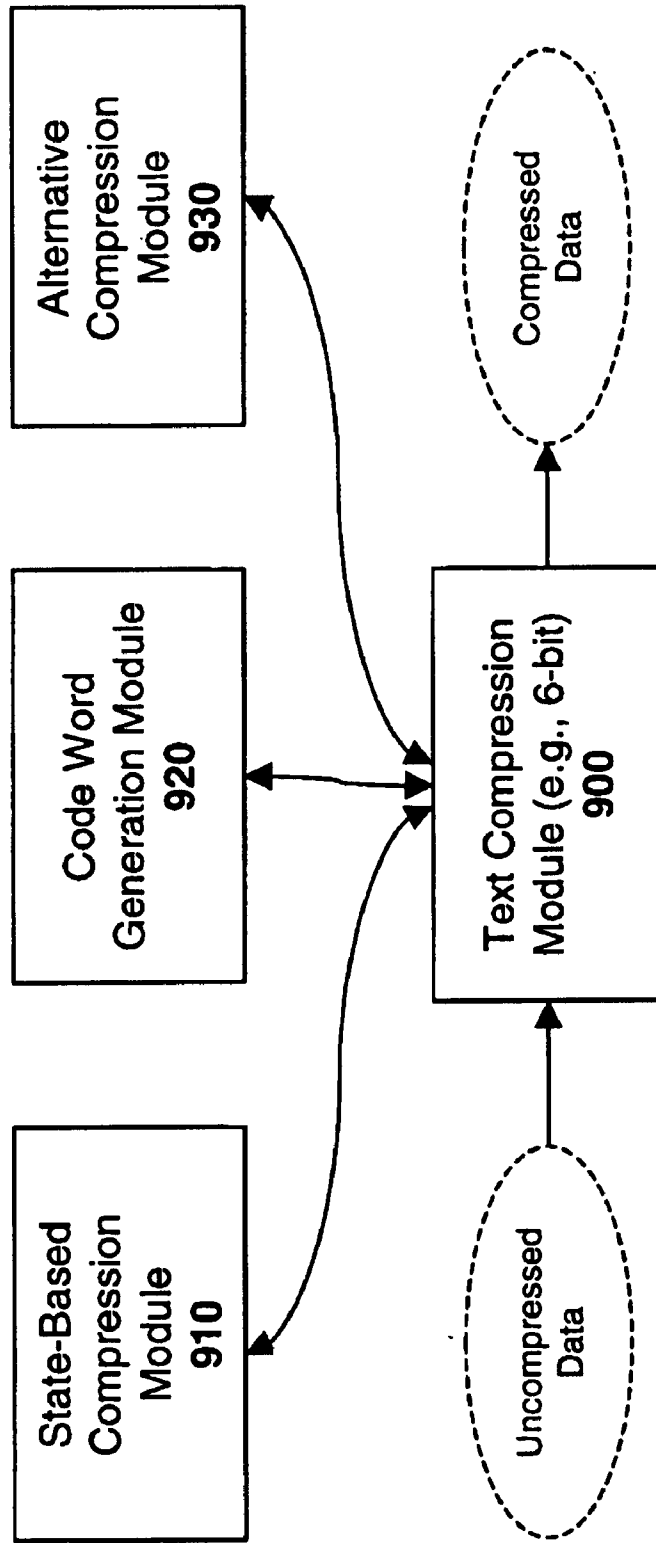 State-Based
Compression
Module
910
Code Word
Generation Module
920
Alternative
Compression
Module
930
Uncompressed
Data
Text Compression
Module (e.g., 6-bit)
900
Compressed
Data